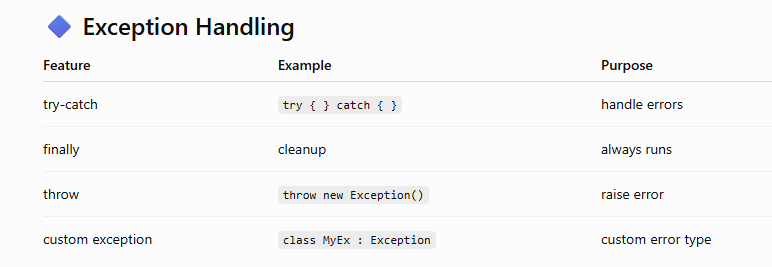 Exception Handling
Feature Example Purpose
try-catch try { } catch { } handle errors
finally cleanup always runs
throw throw new Exception() raise error
custom exception class MyEx : Exception custom error type